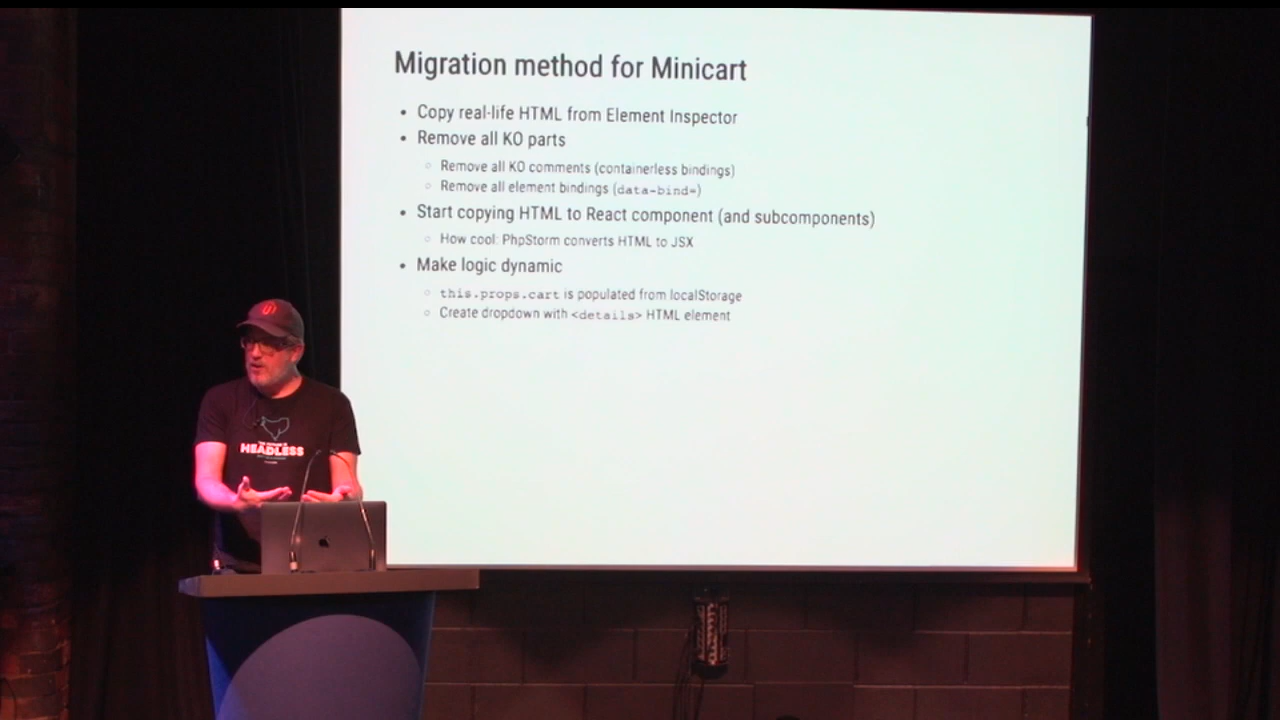 Migration method for Minicart
• Copy real-life HTML from Element Inspector
• Remove all KO parts
○ Remove all KO comments (containerless bindings)
○ Remove all element bindings (data-bind=)
• Start copying HTML to React component (and subcomponents)
○ How cool: PhpStorm converts HTML to JSX
• Make logic dynamic
○ this.props.cart is populated from localStorage
○ Create dropdown with <details> HTML element
HEADLESS